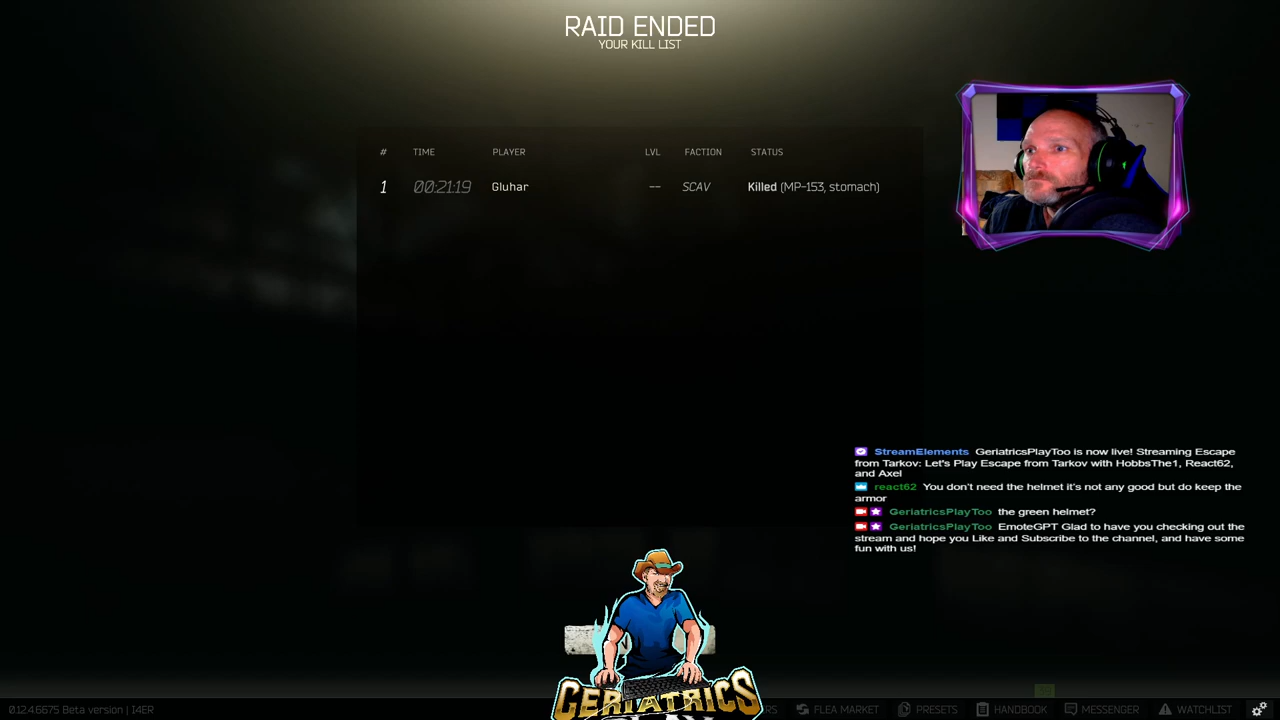 RAID ENDED
YOUR KILL LIST
# TIME PLAYER LVL FACTION STATUS
1 00:21:19 Gluhar -- SCAV Killed (MP-153, stomach)
StreamElements GeriatricsPlayToo is now live! Streaming Escape
from Tarkov: Let's Play Escape from Tarkov with HobbsThe1, React62,
and Axel
react62 You don't need the helmet it's not any good but do keep the
armor
GeriatricsPlayToo the green helmet?
GeriatricsPlayToo EmoteGPT Glad to have you checking out the
stream and hope you Like and Subscribe to the channel, and have some
fun with us!
GERIATRICS
PLAY
0.12.4.6675 Beta version | I4ER
FLEA MARKET PRESETS HANDBOOK MESSENGER WATCHLIST